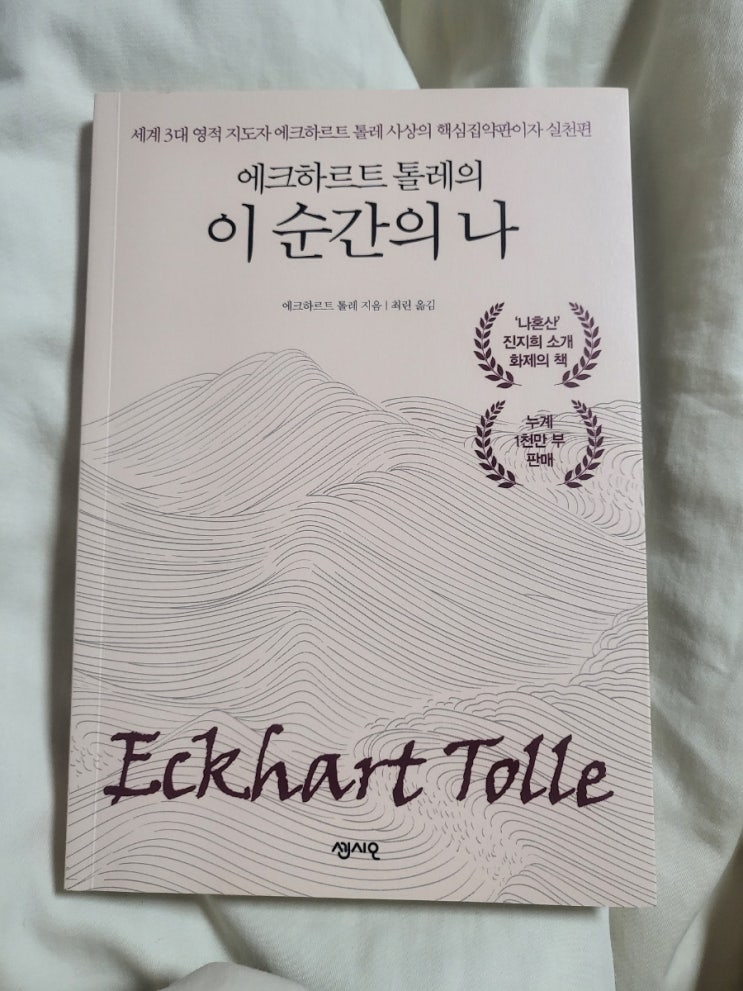 세계 3대 영적 지도자 에크하르트 톨레 사상의 핵심집약판이자 실천편
에크하르트 톨레의
이 순간의 나
에크하르트 톨레 지음 | 최린 옮김
'나혼산'
진지희 소개
화제의 책
누계
1천만 부
판매
Eckhart Tolle
센시오